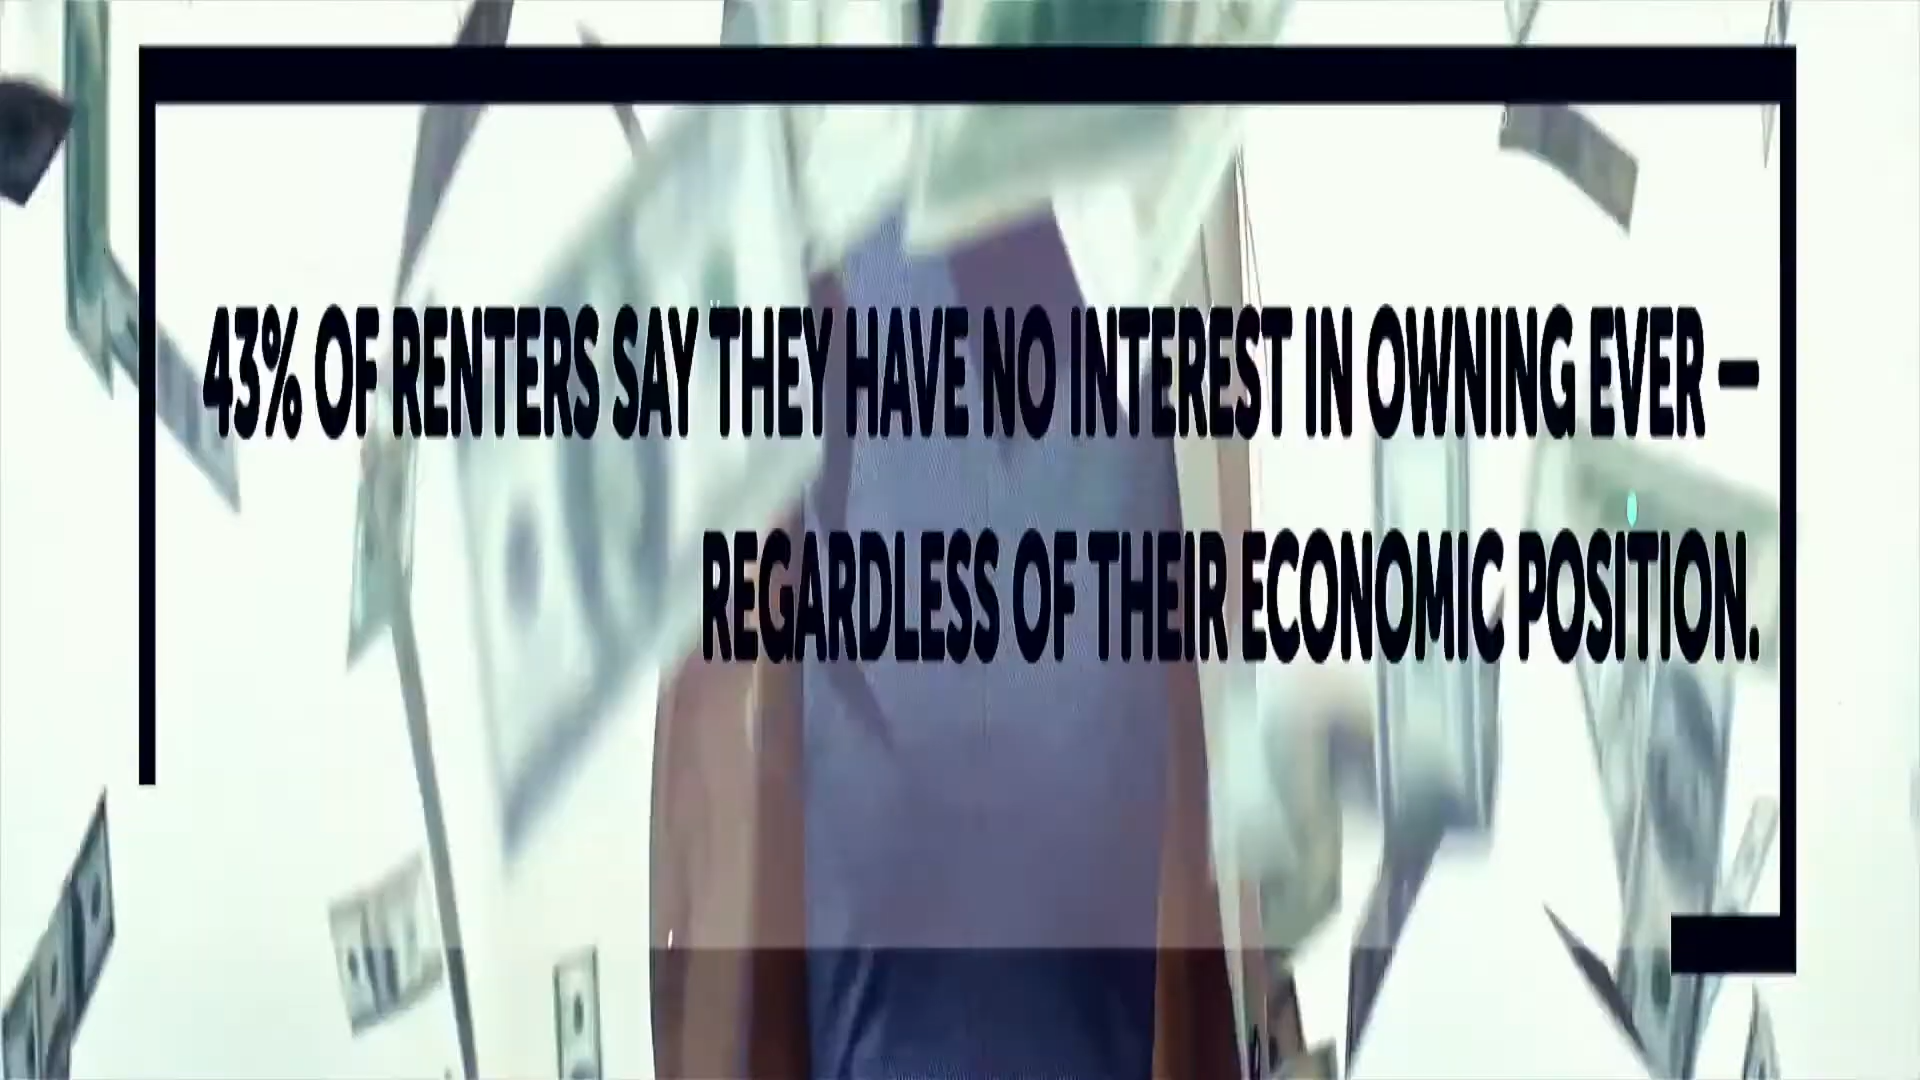 43% OF RENTERS SAY THEY HAVE NO INTEREST IN OWNING EVER —
REGARDLESS OF THEIR ECONOMIC POSITION.